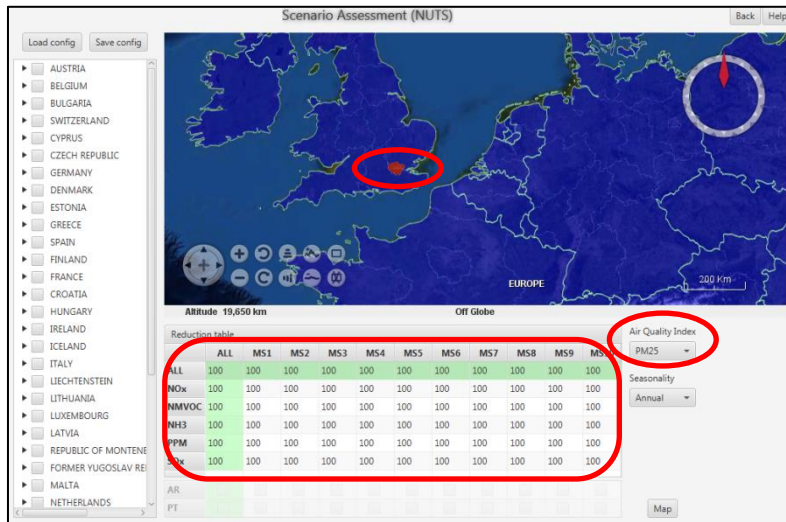 Scenario Assessment (NUTS)
Back Help
Load config Save config
AUSTRIA
BELGIUM
BULGARIA
SWITZERLAND
CYPRUS
CZECH REPUBLIC
GERMANY
DENMARK
ESTONIA
GREECE
SPAIN
FINLAND
FRANCE
CROATIA
HUNGARY
IRELAND
ICELAND
ITALY
LIECHTENSTEIN
LITHUANIA
LUXEMBOURG
LATVIA
REPUBLIC OF MONTENE
FORMER YUGOSLAV RE
MALTA
NETHERLANDS
EUROPE
200 Km
Altitude 19,650 km Off Globe
Reduction table
ALL MS1 MS2 MS3 MS4 MS5 MS6 MS7 MS8 MS9
ALL 100 100 100 100 100 100 100 100 100 100 100
NOx 100 100 100 100 100 100 100 100 100 100 100
NMVOC 100 100 100 100 100 100 100 100 100 100 100
NH3 100 100 100 100 100 100 100 100 100 100 100
PPM 100 100 100 100 100 100 100 100 100 100 100
SOx 100 100 100 100 100 100 100 100 100 100 100
AR
PT
Air Quality Index
PM25
Seasonality
Annual
Map